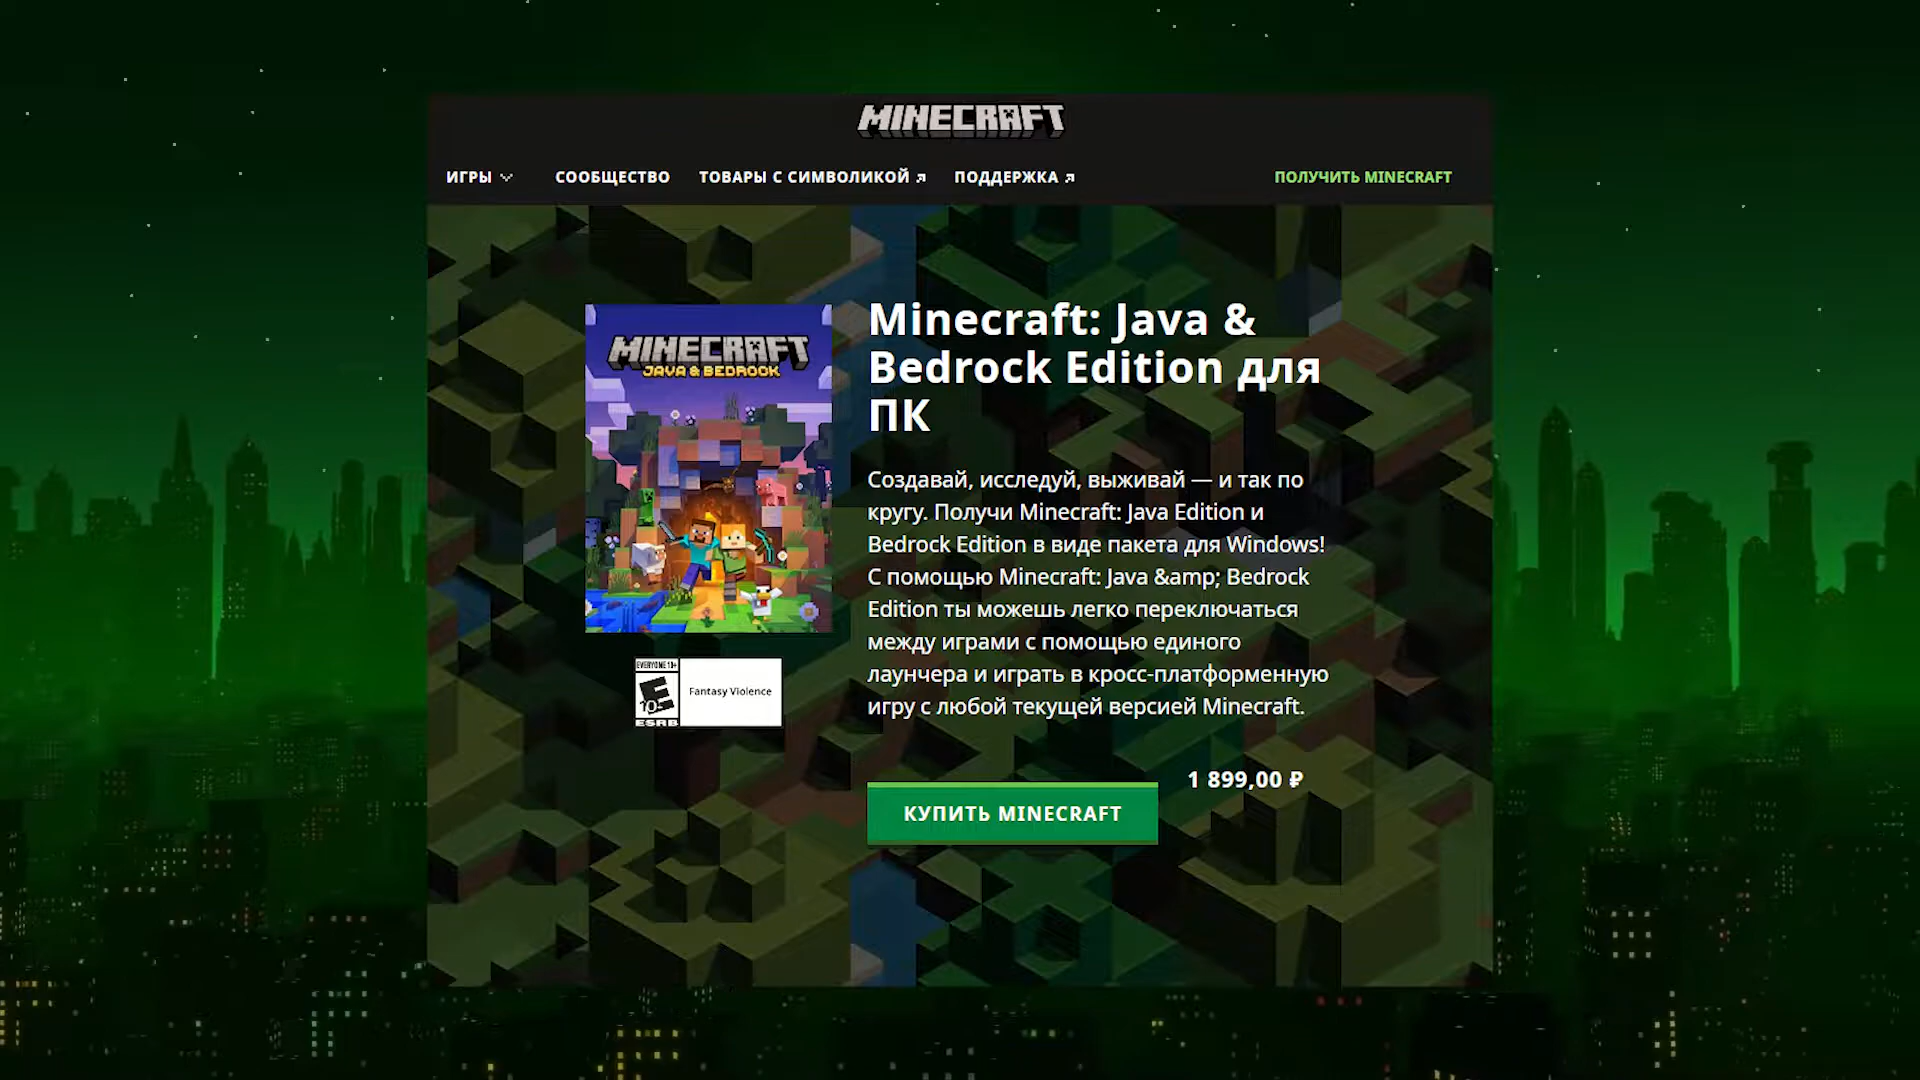 MINECRAFT
ИГРЫ СООБЩЕСТВО ТОВАРЫ С СИМВОЛИКОЙ ПОДДЕРЖКА ПОЛУЧИТЬ MINECRAFT
MINECRAFT
JAVA & BEDROCK
EVERYONE 10+
10+
ESRB
Fantasy Violence
Minecraft: Java &
Bedrock Edition для
ПК
Создавай, исследуй, выживай — и так по
кругу. Получи Minecraft: Java Edition и
Bedrock Edition в виде пакета для Windows!
С помощью Minecraft: Java &amp; Bedrock
Edition ты можешь легко переключаться
между играми с помощью единого
лаунчера и играть в кросс-платформенную
игру с любой текущей версией Minecraft.
КУПИТЬ MINECRAFT
1 899,00 ₽